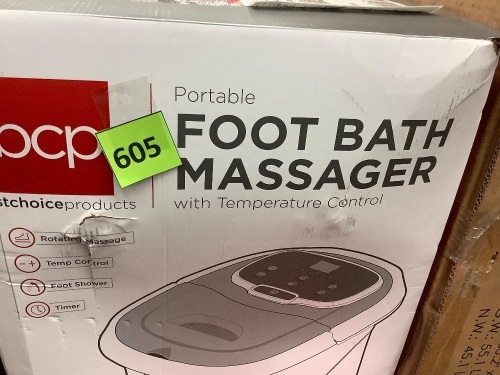 bcp
605
stchoiceproducts
Portable
FOOT BATH
MASSAGER
with Temperature Control
Rotating Massage
Temp Control
Foot Shower
Timer